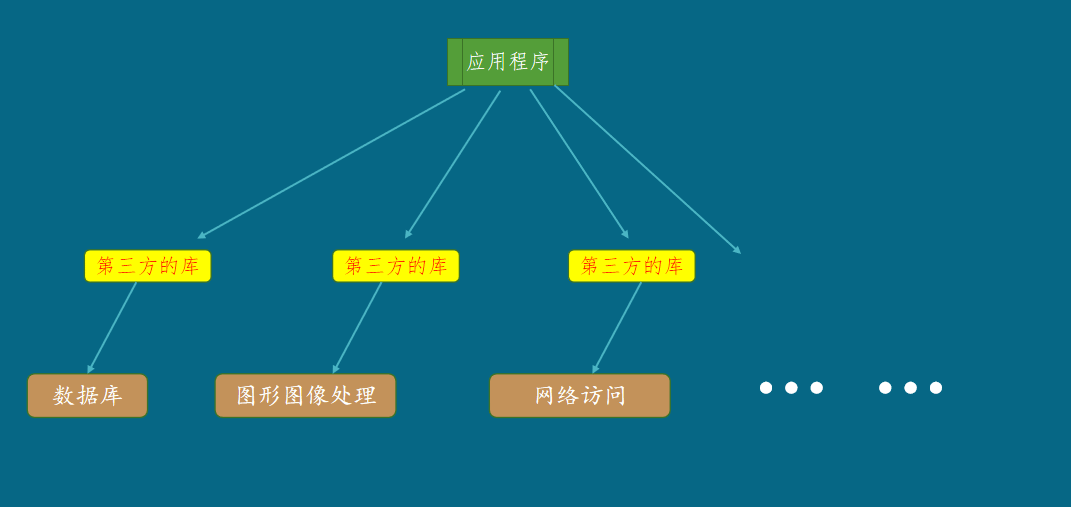 应用程序
第三方的库
第三方的库
第三方的库
数据库
图形图像处理
网络访问
••• •••